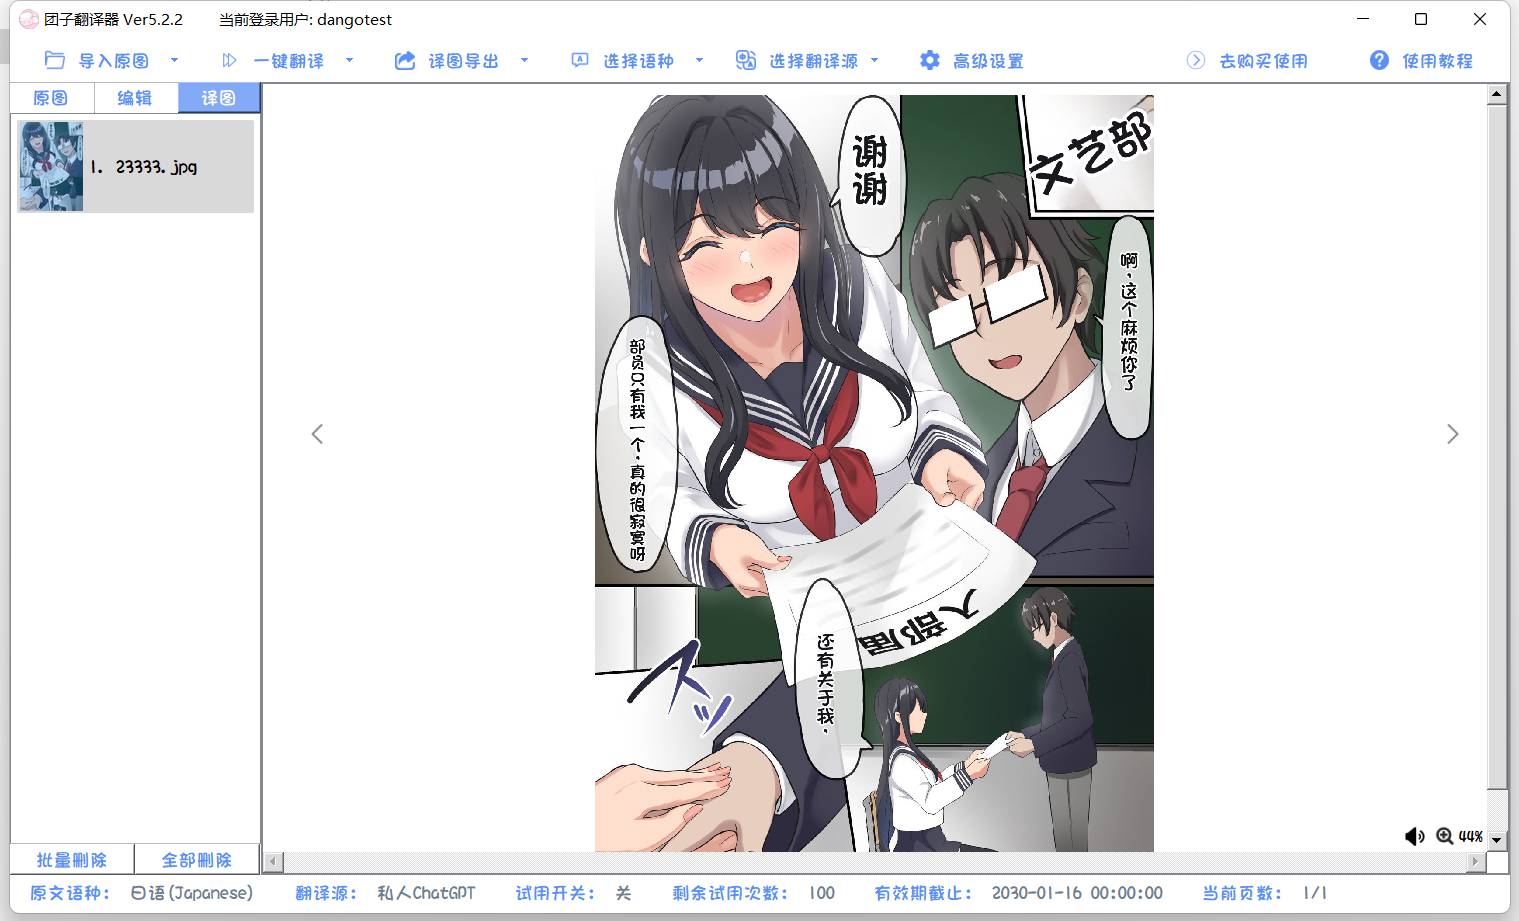 团子翻译器 Ver5.2.2 当前登录用户: dangotest
导入原图 一键翻译 译图导出 选择语种 选择翻译源 高级设置 去购买使用 使用教程
原图 编辑 译图
1. 23333.jpg
文艺部
谢谢
啊，这个麻烦你了
部员只有我一个，真的很寂寞呀
入部届
还有关于我．
ズッ
44%
批量删除 全部删除
原文语种: 日语(Japanese) 翻译源: 私人ChatGPT 试用开关: 关 剩余试用次数: 100 有效期截止: 2030-01-16 00:00:00 当前页数: 1/1